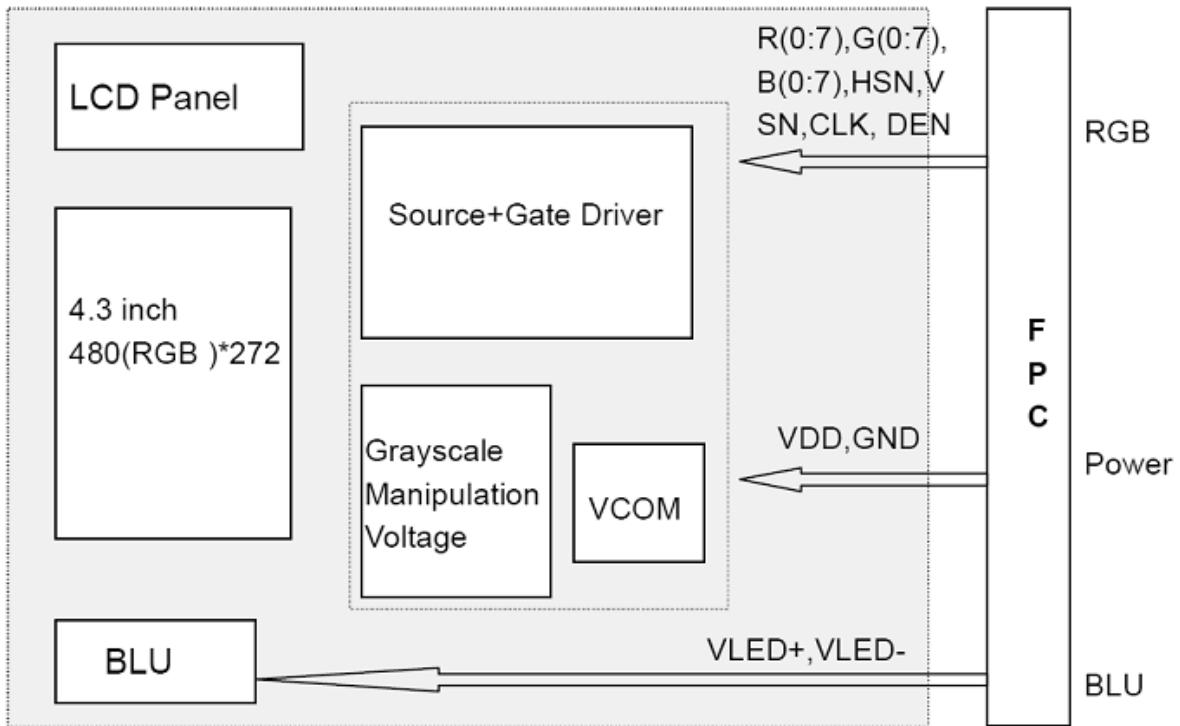 LCD Panel
4.3 inch
480(RGB )*272
BLU
Source+Gate Driver
Grayscale
Manipulation
Voltage
VCOM
R(0:7),G(0:7),
B(0:7),HSN,V
SN,CLK, DEN
VDD,GND
VLED+,VLED-
F
P
C
RGB
Power
BLU